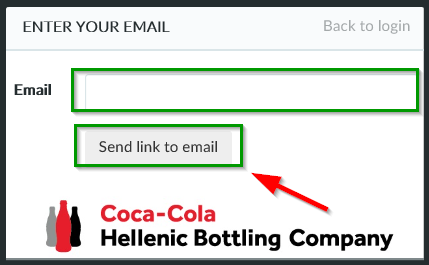 ENTER YOUR EMAIL Back to login
Email
Send link to email
Coca-Cola
Hellenic Bottling Company